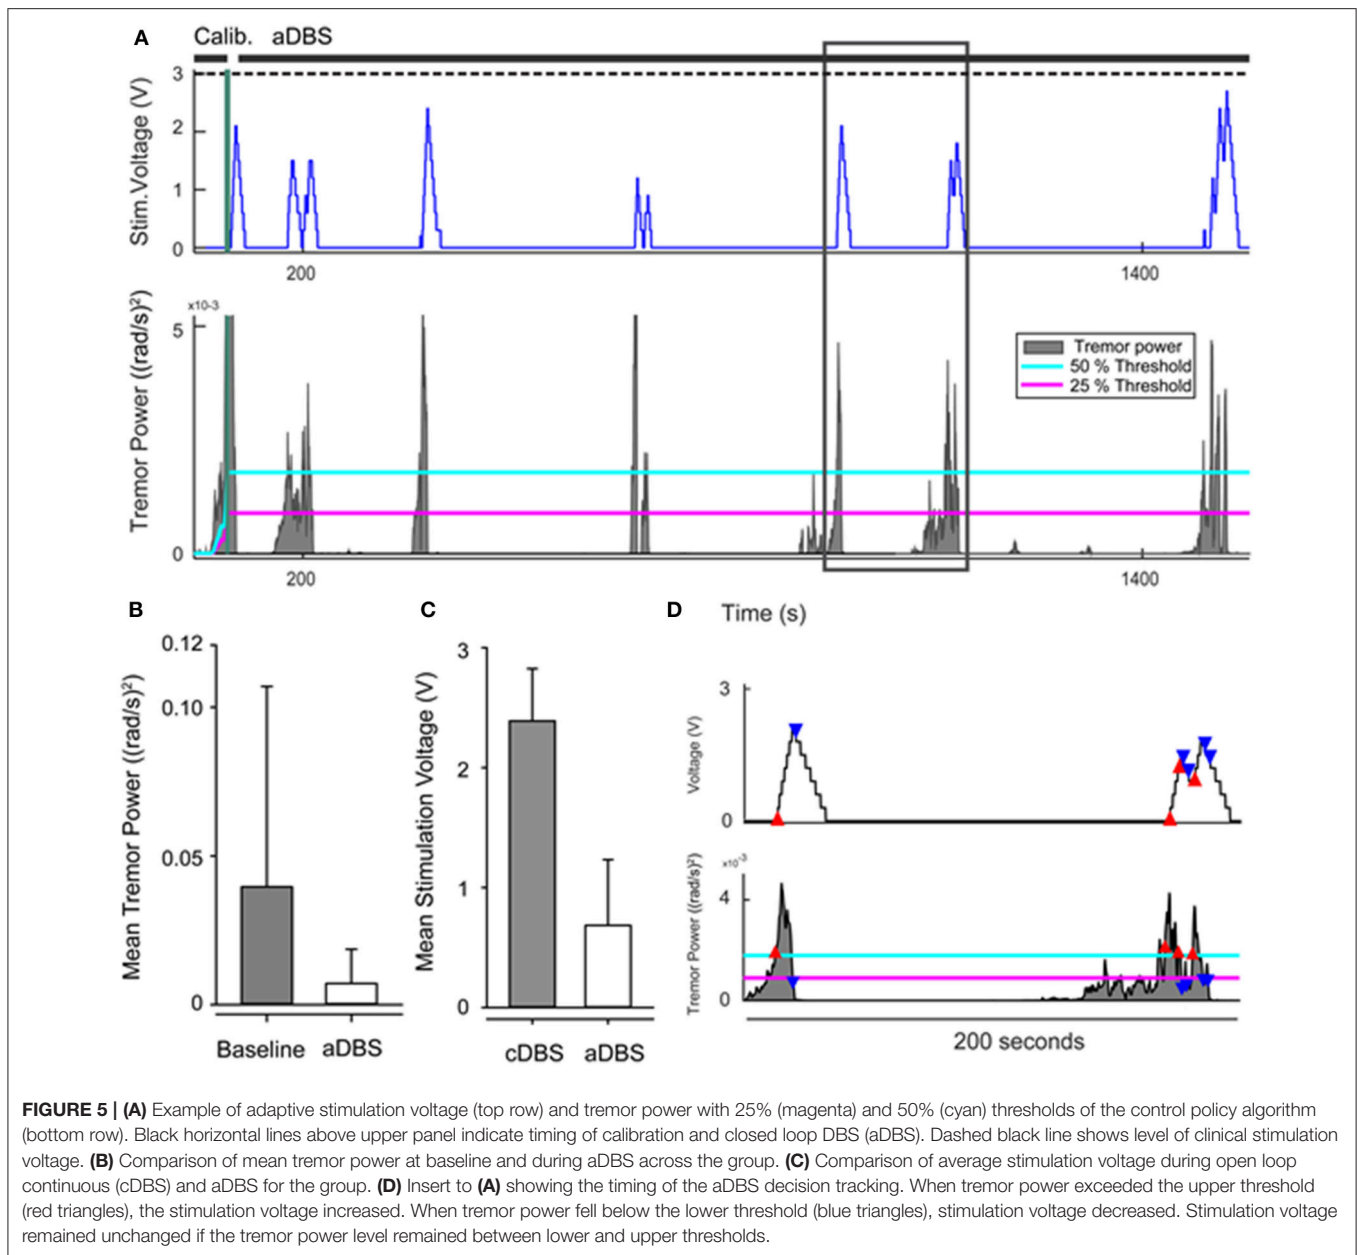 A
Calib. aDBS
Stim.Voltage (V)
3
2
1
0
200
1400
Tremor Power ((rad/s)²)
x10-3
5
0
200
1400
Tremor power
50 % Threshold
25 % Threshold
Time (s)
B
Mean Tremor Power ((rad/s)²)
0.12
0.10
0.05
0
Baseline aDBS
C
Mean Stimulation Voltage (V)
3
2
1
0
cDBS aDBS
D
Voltage (V)
3
0
Tremor Power ((rad/s)²)
x10⁻³
4
0
200 seconds
FIGURE 5 | (A) Example of adaptive stimulation voltage (top row) and tremor power with 25% (magenta) and 50% (cyan) thresholds of the control policy algorithm
(bottom row). Black horizontal lines above upper panel indicate timing of calibration and closed loop DBS (aDBS). Dashed black line shows level of clinical stimulation
voltage. (B) Comparison of mean tremor power at baseline and during aDBS across the group. (C) Comparison of average stimulation voltage during open loop
continuous (cDBS) and aDBS for the group. (D) Insert to (A) showing the timing of the aDBS decision tracking. When tremor power exceeded the upper threshold
(red triangles), the stimulation voltage increased. When tremor power fell below the lower threshold (blue triangles), stimulation voltage decreased. Stimulation voltage
remained unchanged if the tremor power level remained between lower and upper thresholds.